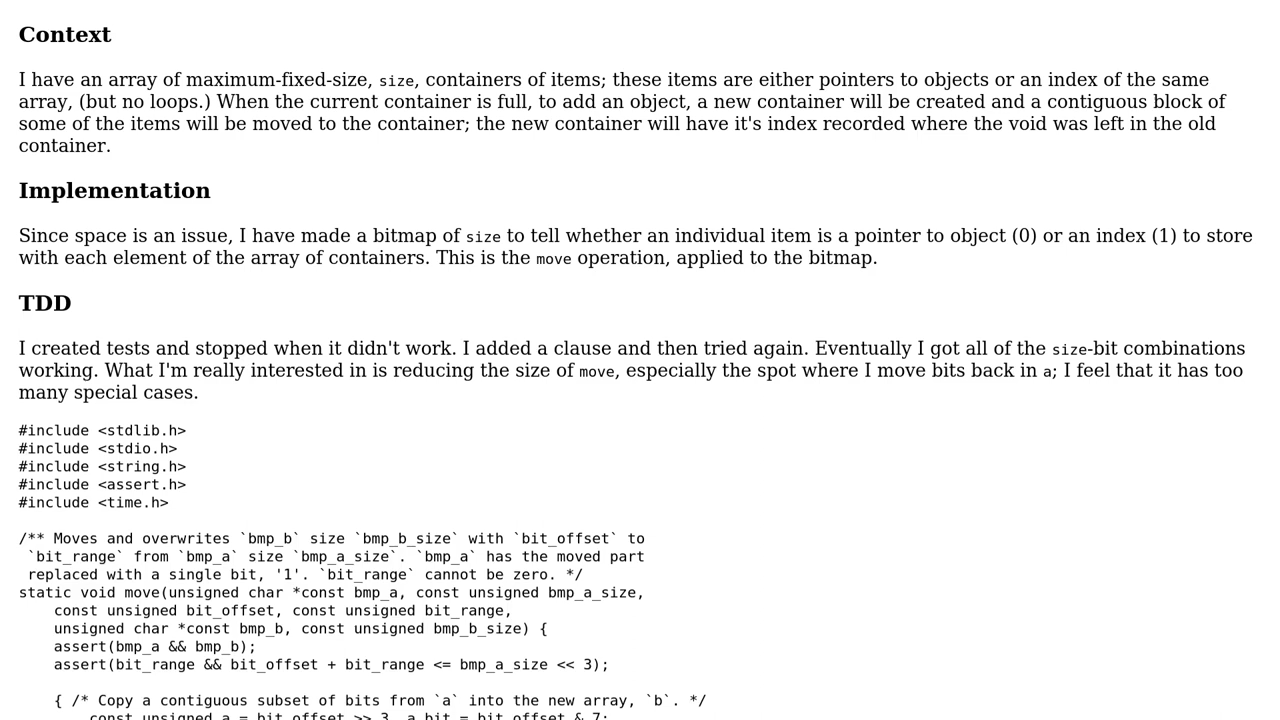 Context
I have an array of maximum-fixed-size, size, containers of items; these items are either pointers to objects or an index of the same
array, (but no loops.) When the current container is full, to add an object, a new container will be created and a contiguous block of
some of the items will be moved to the container; the new container will have it's index recorded where the void was left in the old
container.
Implementation
Since space is an issue, I have made a bitmap of size to tell whether an individual item is a pointer to object (0) or an index (1) to store
with each element of the array of containers. This is the move operation, applied to the bitmap.
TDD
I created tests and stopped when it didn't work. I added a clause and then tried again. Eventually I got all of the size-bit combinations
working. What I'm really interested in is reducing the size of move, especially the spot where I move bits back in a; I feel that it has too
many special cases.
#include <stdlib.h>
#include <stdio.h>
#include <string.h>
#include <assert.h>
#include <time.h>
/** Moves and overwrites `bmp_b` size `bmp_b_size` with `bit_offset` to
 `bit_range` from `bmp_a` size `bmp_a_size`. `bmp_a` has the moved part
 replaced with a single bit, '1'. `bit_range` cannot be zero. */
static void move(unsigned char *const bmp_a, const unsigned bmp_a_size,
    const unsigned bit_offset, const unsigned bit_range,
    unsigned char *const bmp_b, const unsigned bmp_b_size) {
    assert(bmp_a && bmp_b);
    assert(bit_range && bit_offset + bit_range <= bmp_a_size << 3);
    { /* Copy a contiguous subset of bits from `a` into the new array, `b`. */
        const unsigned a = bit_offset >> 3, a_bit = bit_offset & 7;